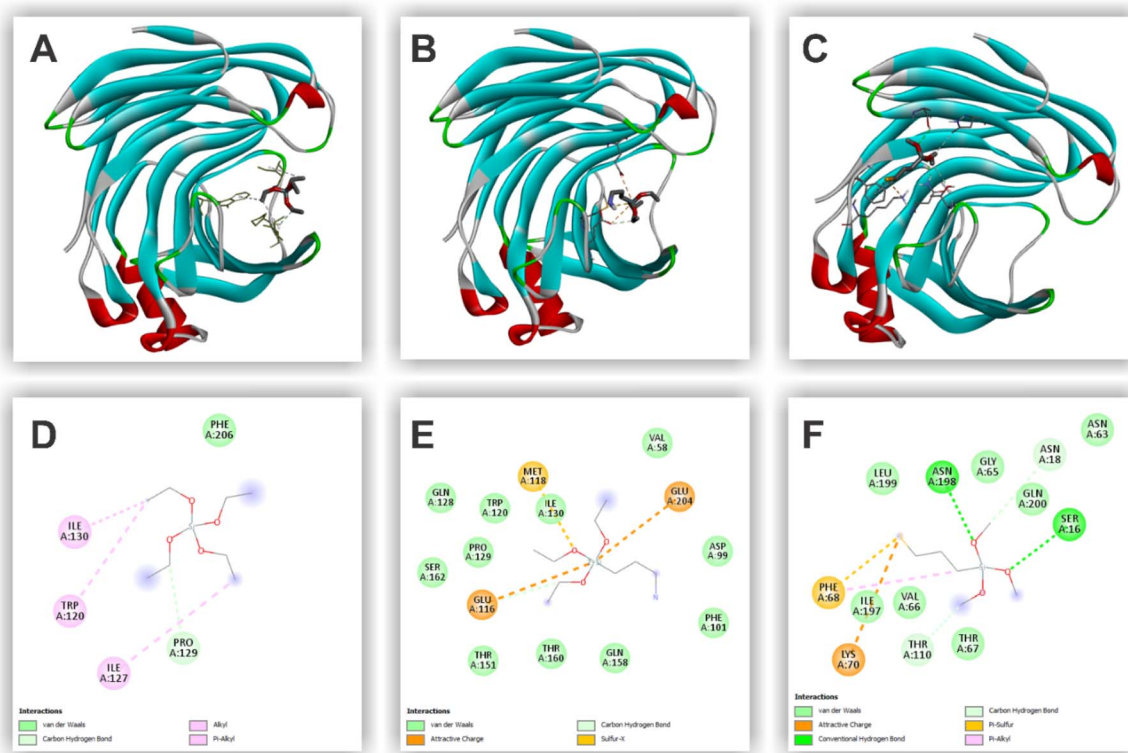 A
B
C
D
PHE
A:206
ILE
A:130
TRP
A:120
PRO
A:129
ILE
A:127
Interactions
van der Waals
Carbon Hydrogen Bond
Alkyl
Pi-Alkyl
E
VAL
A:58
MET
A:118
GLN
A:128
TRP
A:120
ILE
A:130
GLU
A:204
PRO
A:129
ASP
A:99
SER
A:162
GLU
A:116
PHE
A:101
THR
A:151
THR
A:160
GLN
A:158
Interactions
van der Waals
Attractive Charge
Carbon Hydrogen Bond
Sulfur-X
F
ASN
A:63
ASN
A:18
LEU
A:199
ASN
A:198
GLY
A:65
GLN
A:200
SER
A:16
PHE
A:68
ILE
A:197
VAL
A:66
LYS
A:70
THR
A:110
THR
A:67
Interactions
van der Waals
Attractive Charge
Conventional Hydrogen Bond
Carbon Hydrogen Bond
Pi-Sulfur
Pi-Alkyl